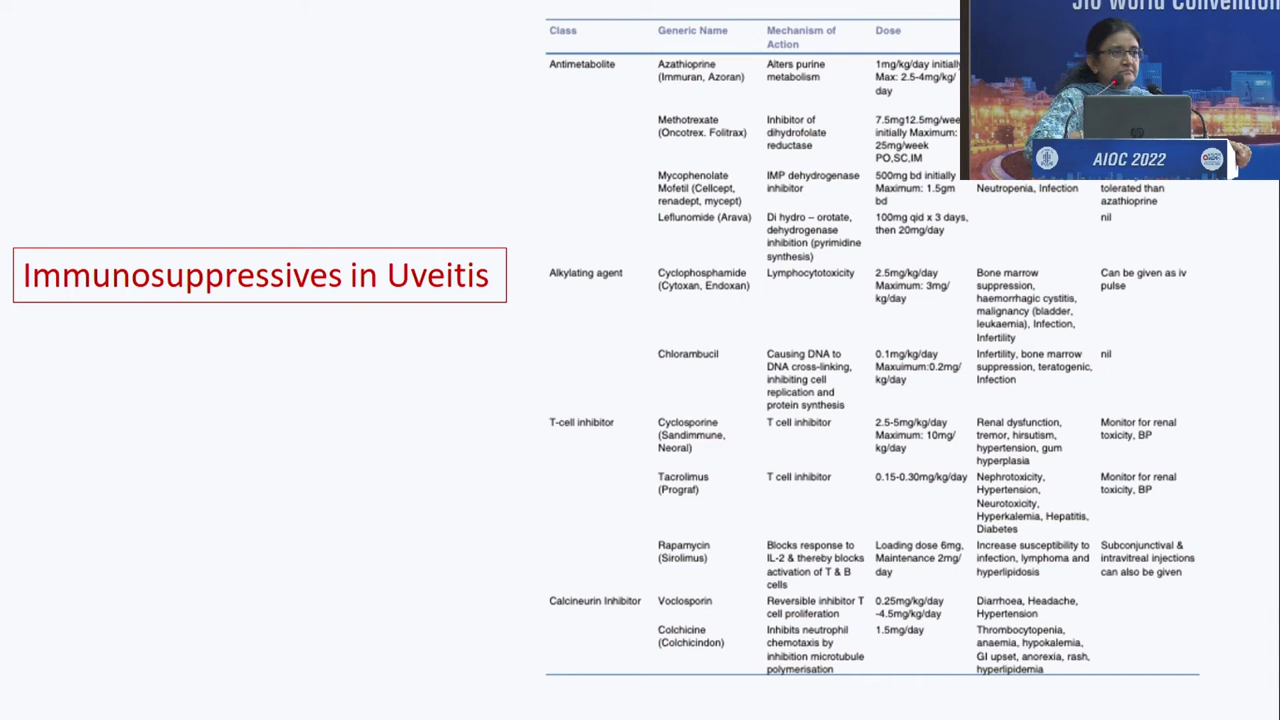 Jio World Convention
AIOC 2022
Immunosuppressives in Uveitis
Class Generic Name Mechanism of Dose
Action
Antimetabolite Azathioprine Alters purine 1mg/kg/day initially
(Immuran, Azoran) metabolism Max: 2.5-4mg/kg/
day
Methotrexate Inhibitor of 7.5mg12.5mg/week
(Oncotrex. Folitrax) dihydrofolate initially Maximum:
reductase 25mg/week
PO,SC,IM
Mycophenolate IMP dehydrogenase 500mg bd initially
Mofetil (Cellcept, inhibitor Maximum: 1.5gm Neutropenia, Infection tolerated than
renadept, mycept) bd azathioprine
Leflunomide (Arava) Di hydro – orotate, 100mg qid x 3 days, nil
dehydrogenase then 20mg/day
inhibition (pyrimidine
synthesis)
Alkylating agent Cyclophosphamide Lymphocytotoxicity 2.5mg/kg/day Bone marrow Can be given as iv
(Cytoxan, Endoxan) Maximum: 3mg/ suppression, pulse
kg/day haemorrhagic cystitis,
malignancy (bladder,
leukaemia), Infection,
Infertility
Chlorambucil Causing DNA to 0.1mg/kg/day Infertility, bone marrow nil
DNA cross-linking, Maxuimum:0.2mg/ suppression, teratogenic,
inhibiting cell kg/day Infection
replication and
protein synthesis
T-cell inhibitor Cyclosporine T cell inhibitor 2.5-5mg/kg/day Renal dysfunction, Monitor for renal
(Sandimmune, Maximum: 10mg/ tremor, hirsutism, toxicity, BP
Neoral) kg/day hypertension, gum
hyperplasia
Tacrolimus T cell inhibitor 0.15-0.30mg/kg/day Nephrotoxicity, Monitor for renal
(Prograf) Hypertension, toxicity, BP
Neurotoxicity,
Hyperkalemia, Hepatitis,
Diabetes
Rapamycin Blocks response to Loading dose 6mg, Increase susceptibility to Subconjunctival &
(Sirolimus) IL-2 & thereby blocks Maintenance 2mg/ infection, lymphoma and intravitreal injections
activation of T & B day hyperlipidosis can also be given
cells
Calcineurin Inhibitor Voclosporin Reversible inhibitor T 0.25mg/kg/day Diarrhoea, Headache,
cell proliferation -4.5mg/kg/day Hypertension
Colchicine Inhibits neutrophil 1.5mg/day Thrombocytopenia,
(Colchicindon) chemotaxis by anaemia, hypokalemia,
inhibition microtubule GI upset, anorexia, rash,
polymerisation hyperlipidemia